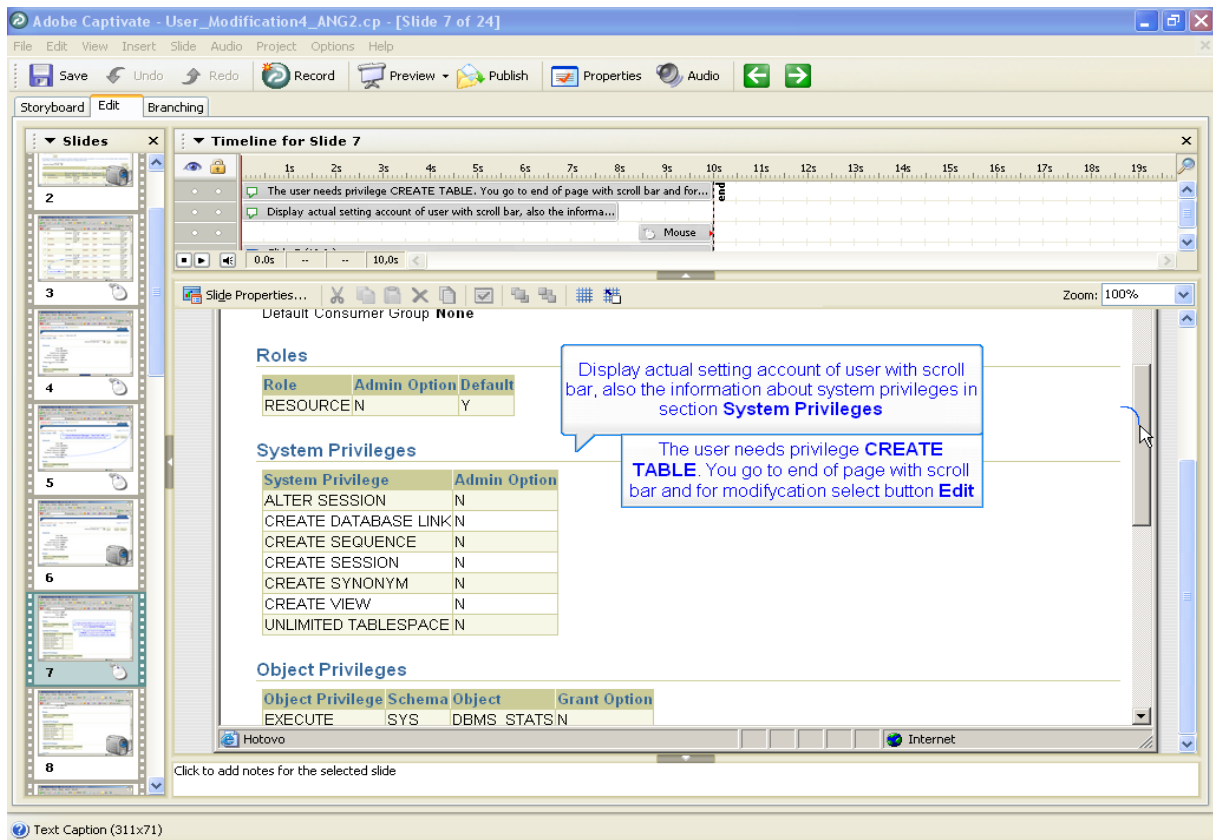 Adobe Captivate - User_Modification4_ANG2.cp - [Slide 7 of 24]
File Edit View Insert Slide Audio Project Options Help
Save Undo Redo Record Preview Publish Properties Audio
Storyboard Edit Branching
Slides
Timeline for Slide 7
1s 2s 3s 4s 5s 6s 7s 8s 9s 10s 11s 12s 13s 14s 15s 16s 17s 18s 19s
The user needs privilege CREATE TABLE. You go to end of page with scroll bar and for...
end
Display actual setting account of user with scroll bar, also the informa...
Mouse
0.0s -- -- 10,0s
2
3
4
5
6
7
8
Slide Properties...
Zoom: 100%
Default Consumer Group None
Roles
Role Admin Option Default
RESOURCE N Y
Display actual setting account of user with scroll
bar, also the information about system privileges in
section System Privileges
The user needs privilege CREATE
TABLE. You go to end of page with scroll
bar and for modifycation select button Edit
System Privileges
System Privilege Admin Option
ALTER SESSION N
CREATE DATABASE LINK N
CREATE SEQUENCE N
CREATE SESSION N
CREATE SYNONYM N
CREATE VIEW N
UNLIMITED TABLESPACE N
Object Privileges
Object Privilege Schema Object Grant Option
EXECUTE SYS DBMS_STATS N
Hotovo
Internet
Click to add notes for the selected slide
Text Caption (311x71)